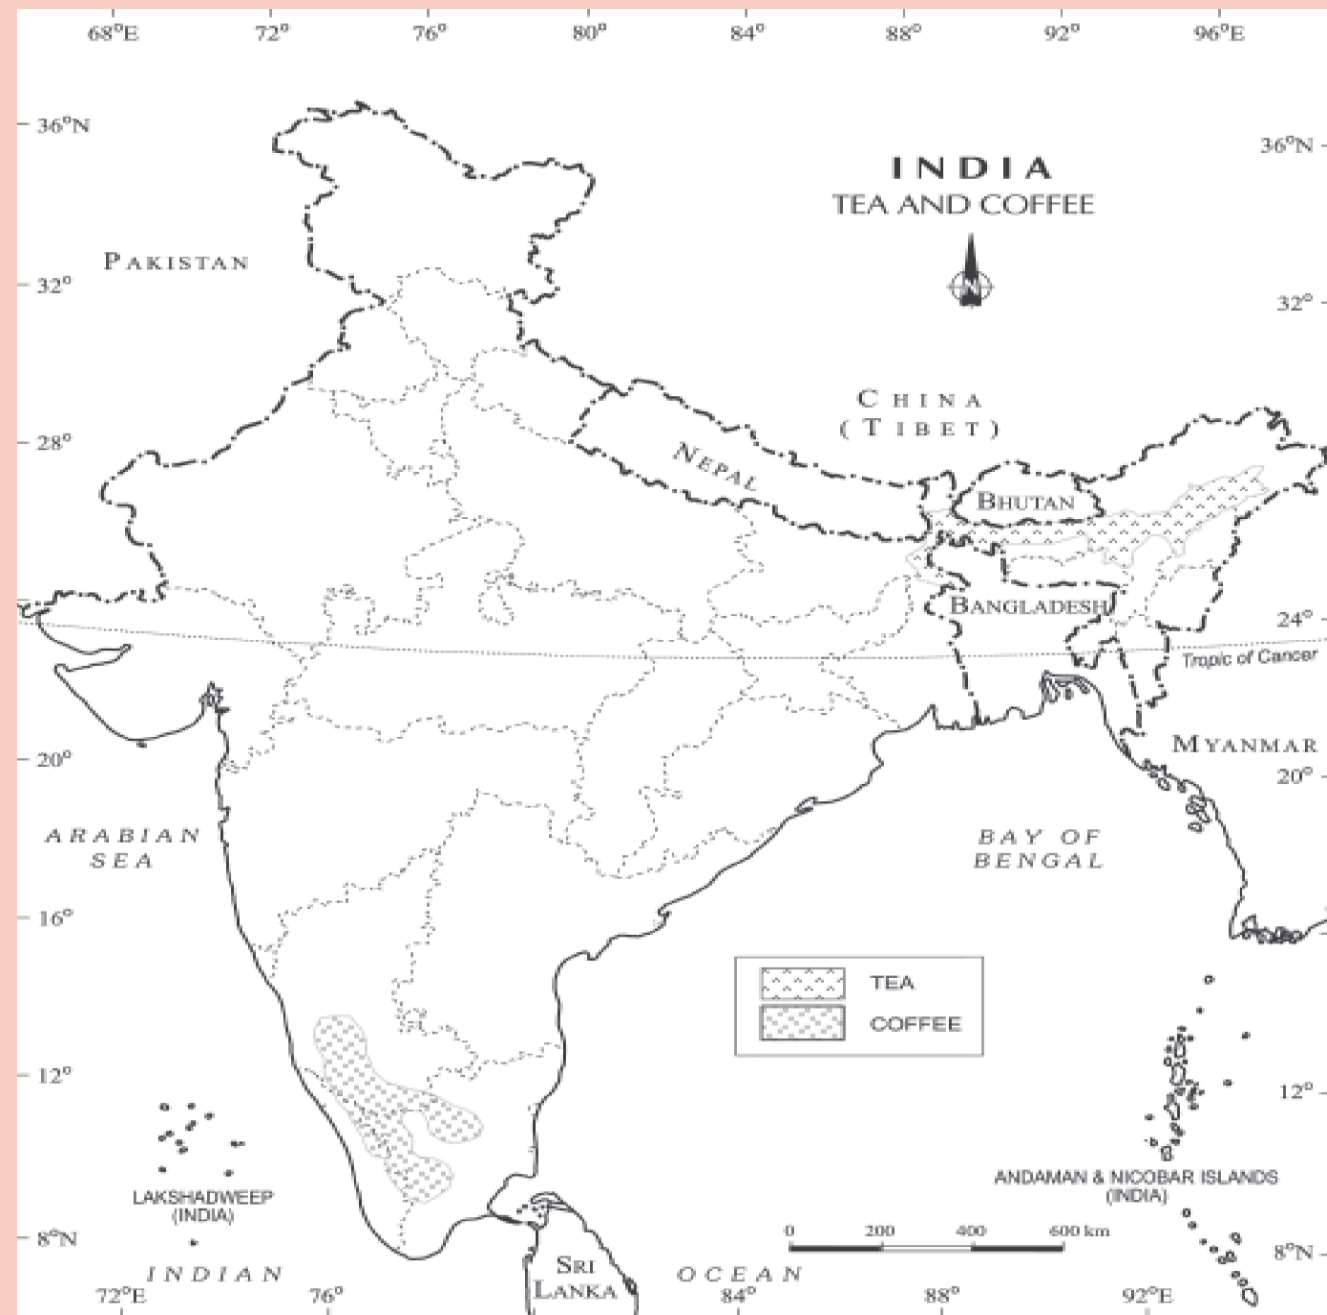 68°E 72° 76° 80° 84° 88° 92° 96°E
36°N
36°N
INDIA
TEA AND COFFEE
N
PAKISTAN
32°
32°
CHINA
(TIBET)
28°
NEPAL
BHUTAN
BANGLADESH
24°
Tropic of Cancer
MYANMAR
20°
20°
ARABIAN
SEA
BAY OF
BENGAL
16°
TEA
COFFEE
12°
12°
LAKSHADWEEP
(INDIA)
ANDAMAN & NICOBAR ISLANDS
(INDIA)
0 200 400 600 km
8°N
8°N
SRI
LANKA
INDIAN OCEAN
72°E 76° 84° 88° 92°E